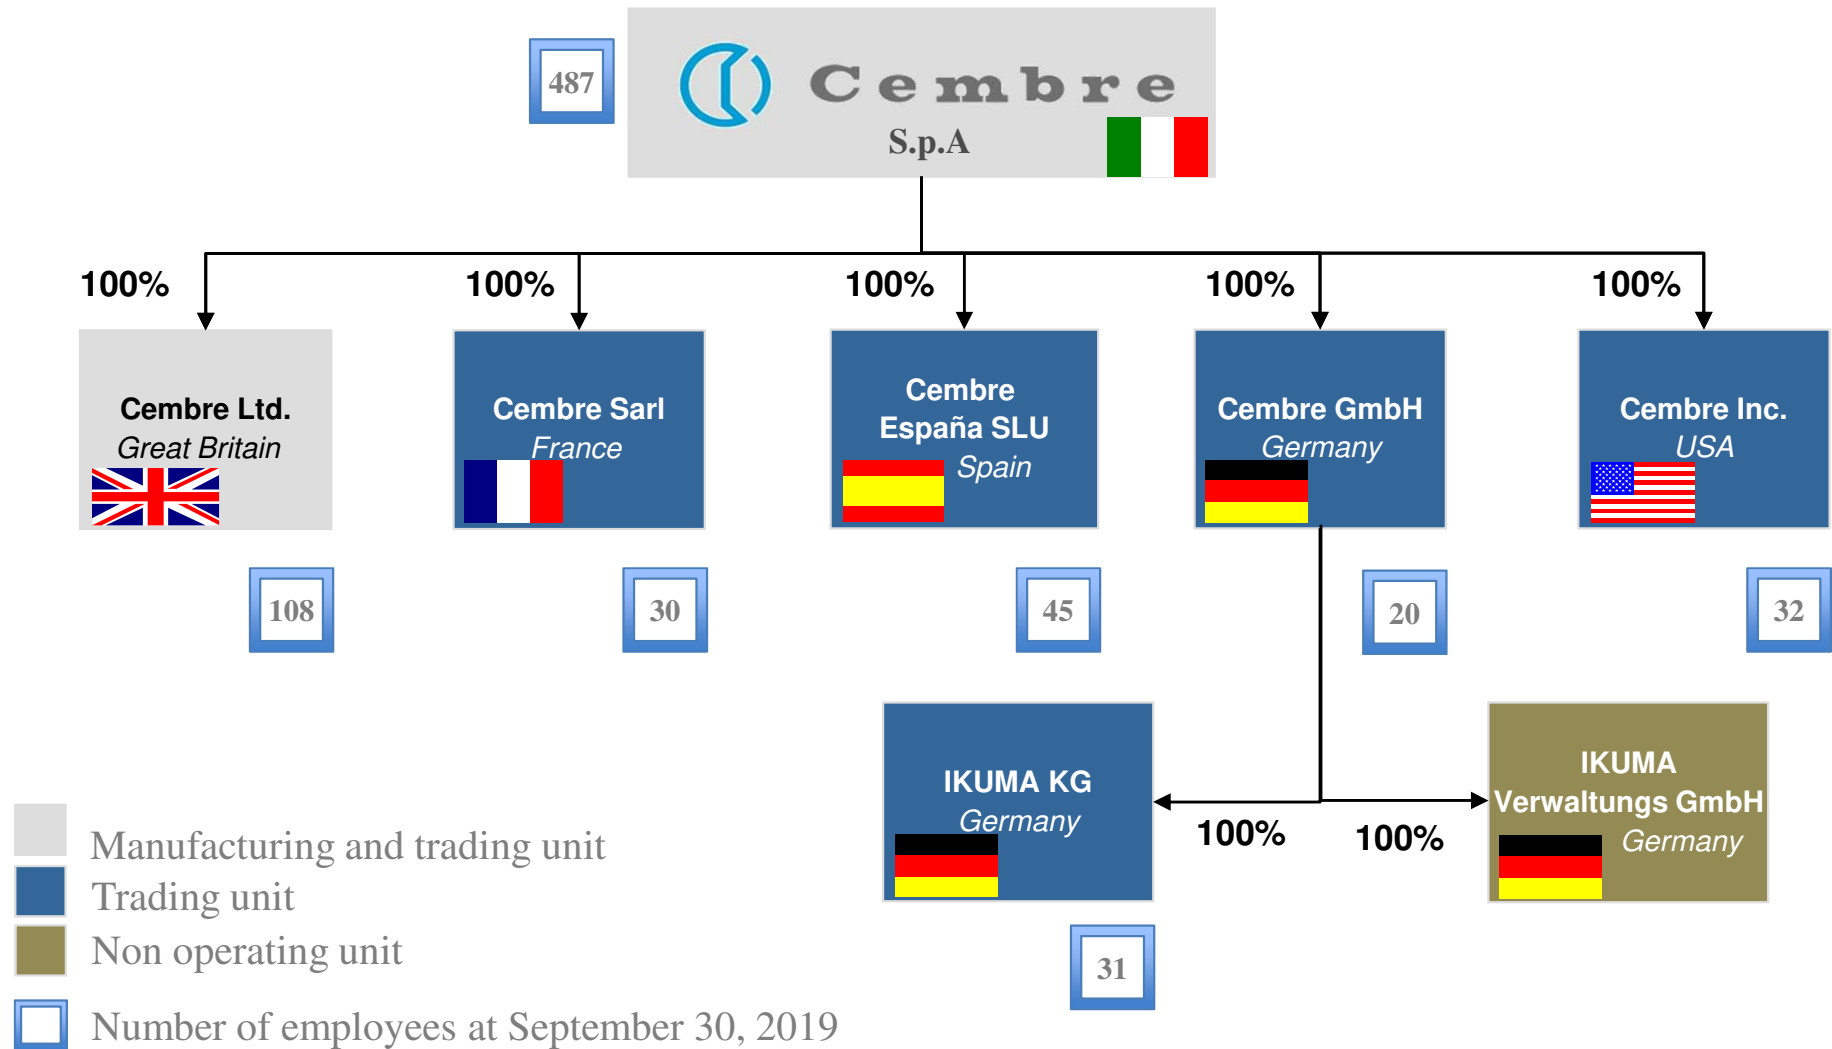 487
Cembre
S.p.A
100%
100%
100%
100%
100%
Cembre Ltd.
Great Britain
Cembre Sarl
France
Cembre
España SLU
Spain
Cembre GmbH
Germany
Cembre Inc.
USA
108
30
45
20
32
IKUMA KG
Germany
100%
100%
IKUMA
Verwaltungs GmbH
Germany
31
Manufacturing and trading unit
Trading unit
Non operating unit
Number of employees at September 30, 2019